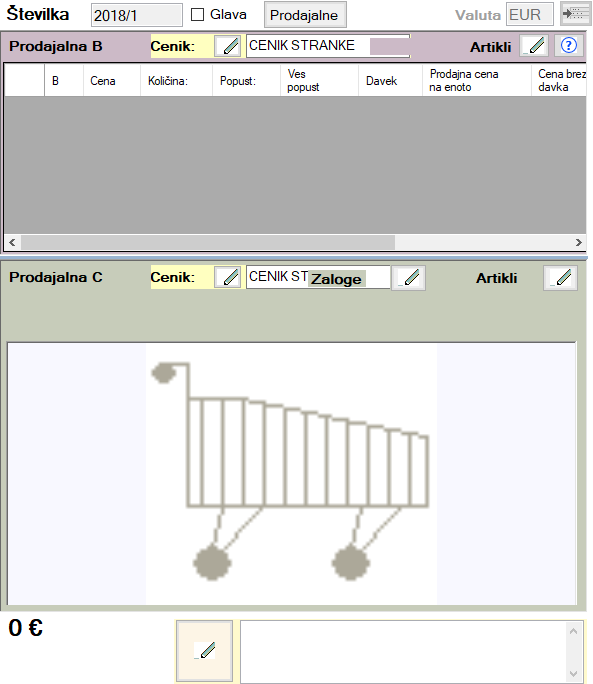 Številka 2018/1 Glava Prodajalne Valuta EUR
Prodajalna B Cenik: CENIK STRANKE Artikli ?
B Cena Količina: Popust: Ves popust Davek Prodajna cena na enoto Cena brez davka
Prodajalna C Cenik: CENIK ST Zaloge Artikli
0 €